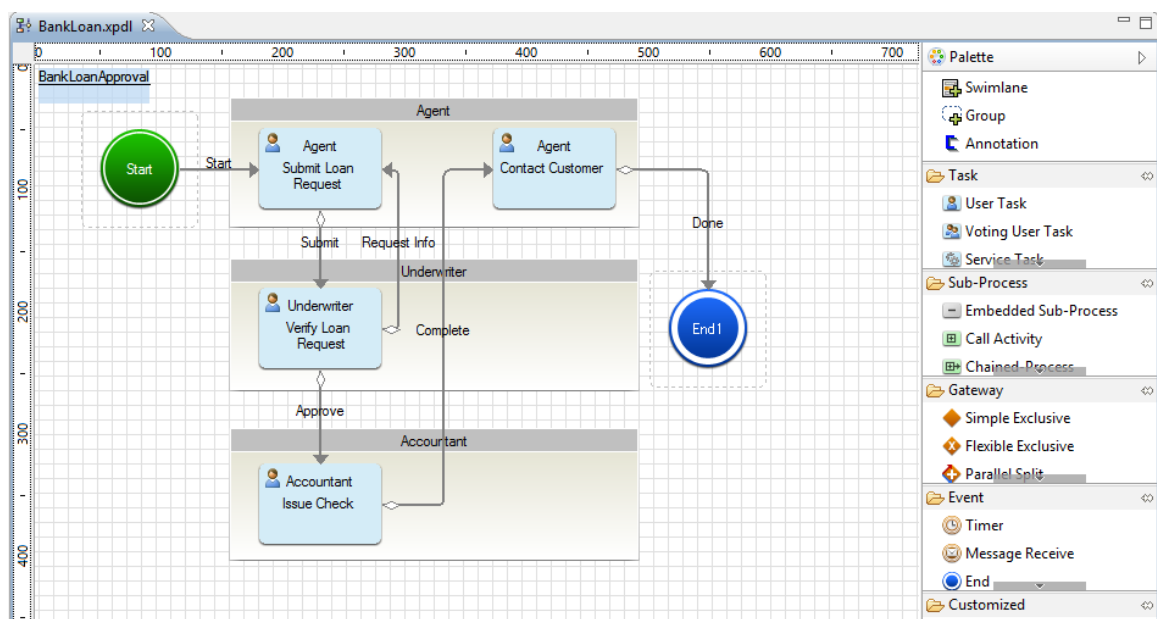 BankLoan.xpdl
0 100 200 300 400 500 600 700
0
100
200
300
400
BankLoanApproval
Agent
Start
Start
Agent
Submit Loan
Request
Agent
Contact Customer
Submit
Request Info
Done
Underwriter
Underwriter
Verify Loan
Request
Complete
End1
Approve
Accountant
Accountant
Issue Check
Palette
Swimlane
Group
Annotation
Task
User Task
Voting User Task
Service Task
Sub-Process
Embedded Sub-Process
Call Activity
Chained-Process
Gateway
Simple Exclusive
Flexible Exclusive
Parallel Split
Event
Timer
Message Receive
End
Customized